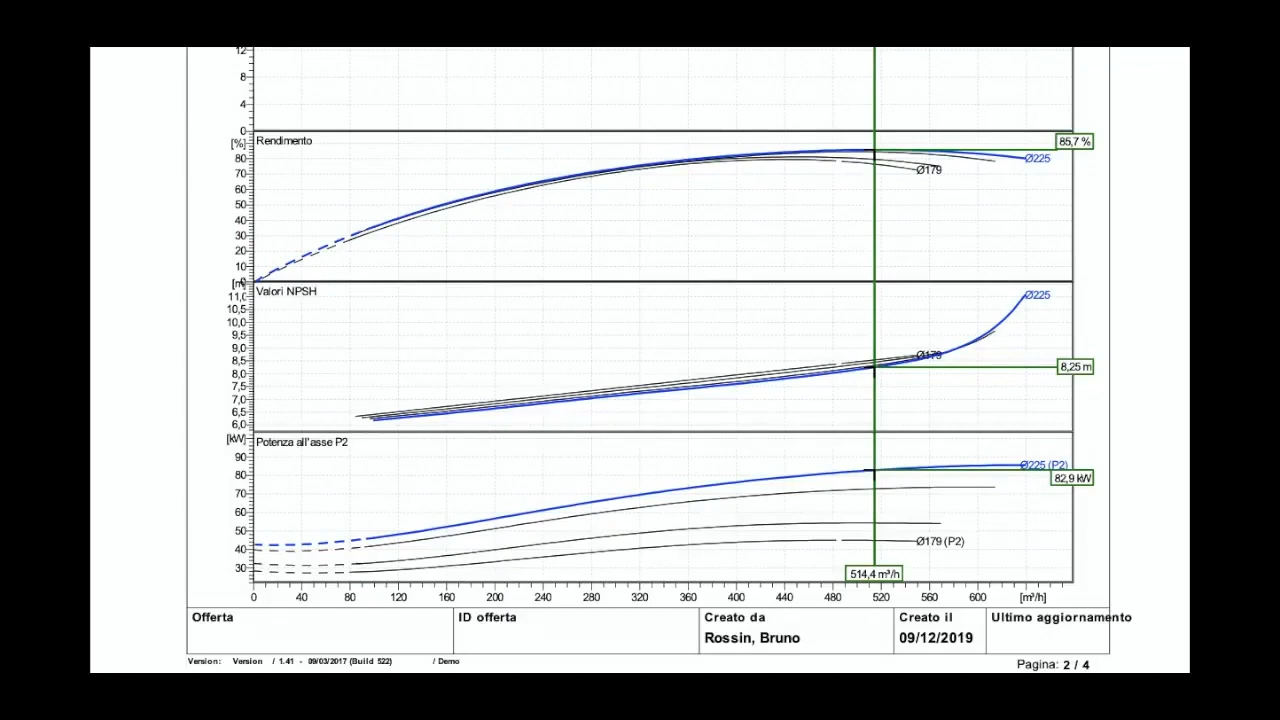 12
8
4
0
[%]
Rendimento
85,7 %
80
Ø225
70
Ø179
60
50
40
30
20
10
[m]
Valori NPSH
11,0
Ø225
10,5
10,0
9,5
9,0
Ø179
8,5
8,25 m
8,0
7,5
7,0
6,5
6,0
[kW]
Potenza all'asse P2
90
Ø225 (P2)
80
82,9 kW
70
60
50
Ø179 (P2)
40
30
514,4 m³/h
0 40 80 120 160 200 240 280 320 360 400 440 480 520 560 600 [m³/h]
Offerta ID offerta Creato da Creato il Ultimo aggiornamento
Rossin, Bruno 09/12/2019
Version: Version / 1.41 - 09/03/2017 (Build 522) / Demo
Pagina: 2 / 4